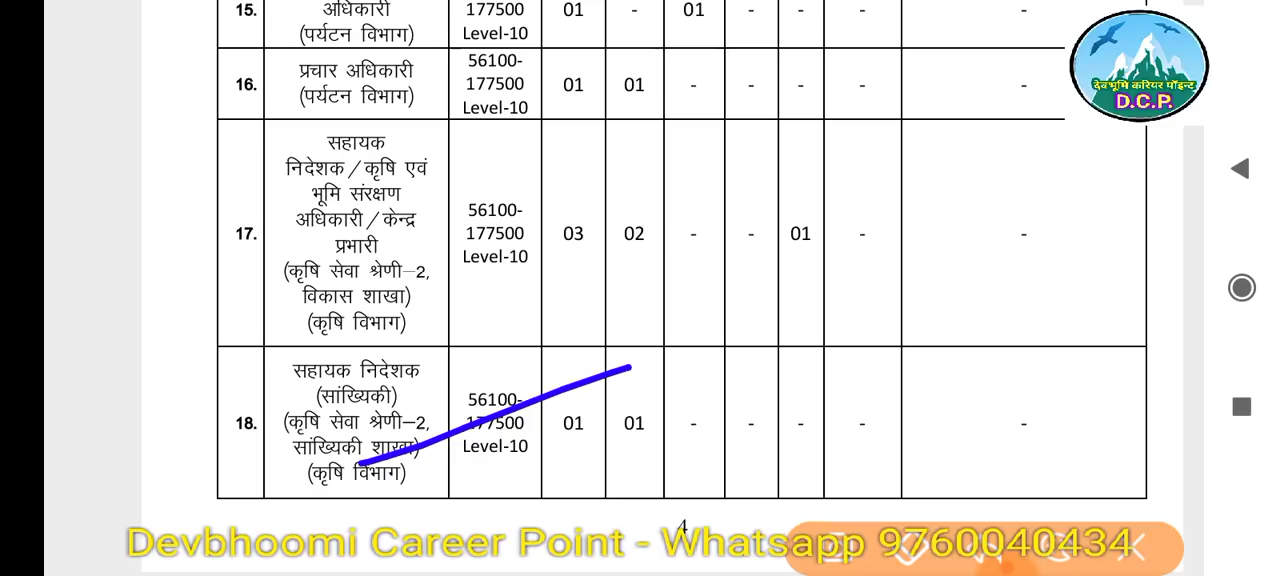 15. अधिकारी 177500 01 - 01 - - - -
(पर्यटन विभाग) Level-10
16. प्रचार अधिकारी 56100-
(पर्यटन विभाग) 177500 01 01 - - - - -
Level-10
17. सहायक
निदेशक/कृषि एवं
भूमि संरक्षण
अधिकारी/केन्द्र 56100-
प्रभारी 177500 03 02 - - 01 - -
(कृषि सेवा श्रेणी-2, Level-10
विकास शाखा)
(कृषि विभाग)
18. सहायक निदेशक
(सांख्यिकी) 56100-
(कृषि सेवा श्रेणी-2, 177500 01 01 - - - - -
सांख्यिकी शाखा) Level-10
(कृषि विभाग)
4
देवभूमि करियर पॉइन्ट
D.C.P.
Devbhoomi Career Point - Whatsapp 9760040434